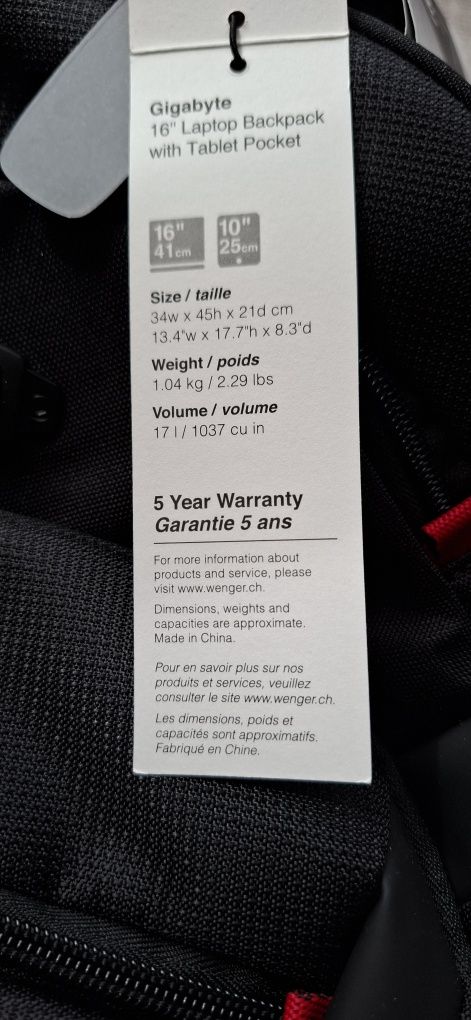 Gigabyte
16" Laptop Backpack
with Tablet Pocket
16" 10"
41cm 25cm
Size / taille
34w x 45h x 21d cm
13.4"w x 17.7"h x 8.3"d
Weight / poids
1.04 kg / 2.29 lbs
Volume / volume
17 l / 1037 cu in
5 Year Warranty
Garantie 5 ans
For more information about
products and service, please
visit www.wenger.ch.
Dimensions, weights and
capacities are approximate.
Made in China.
Pour en savoir plus sur nos
produits et services, veuillez
consulter le site www.wenger.ch.
Les dimensions, poids et
capacités sont approximatifs.
Fabriqué en Chine.